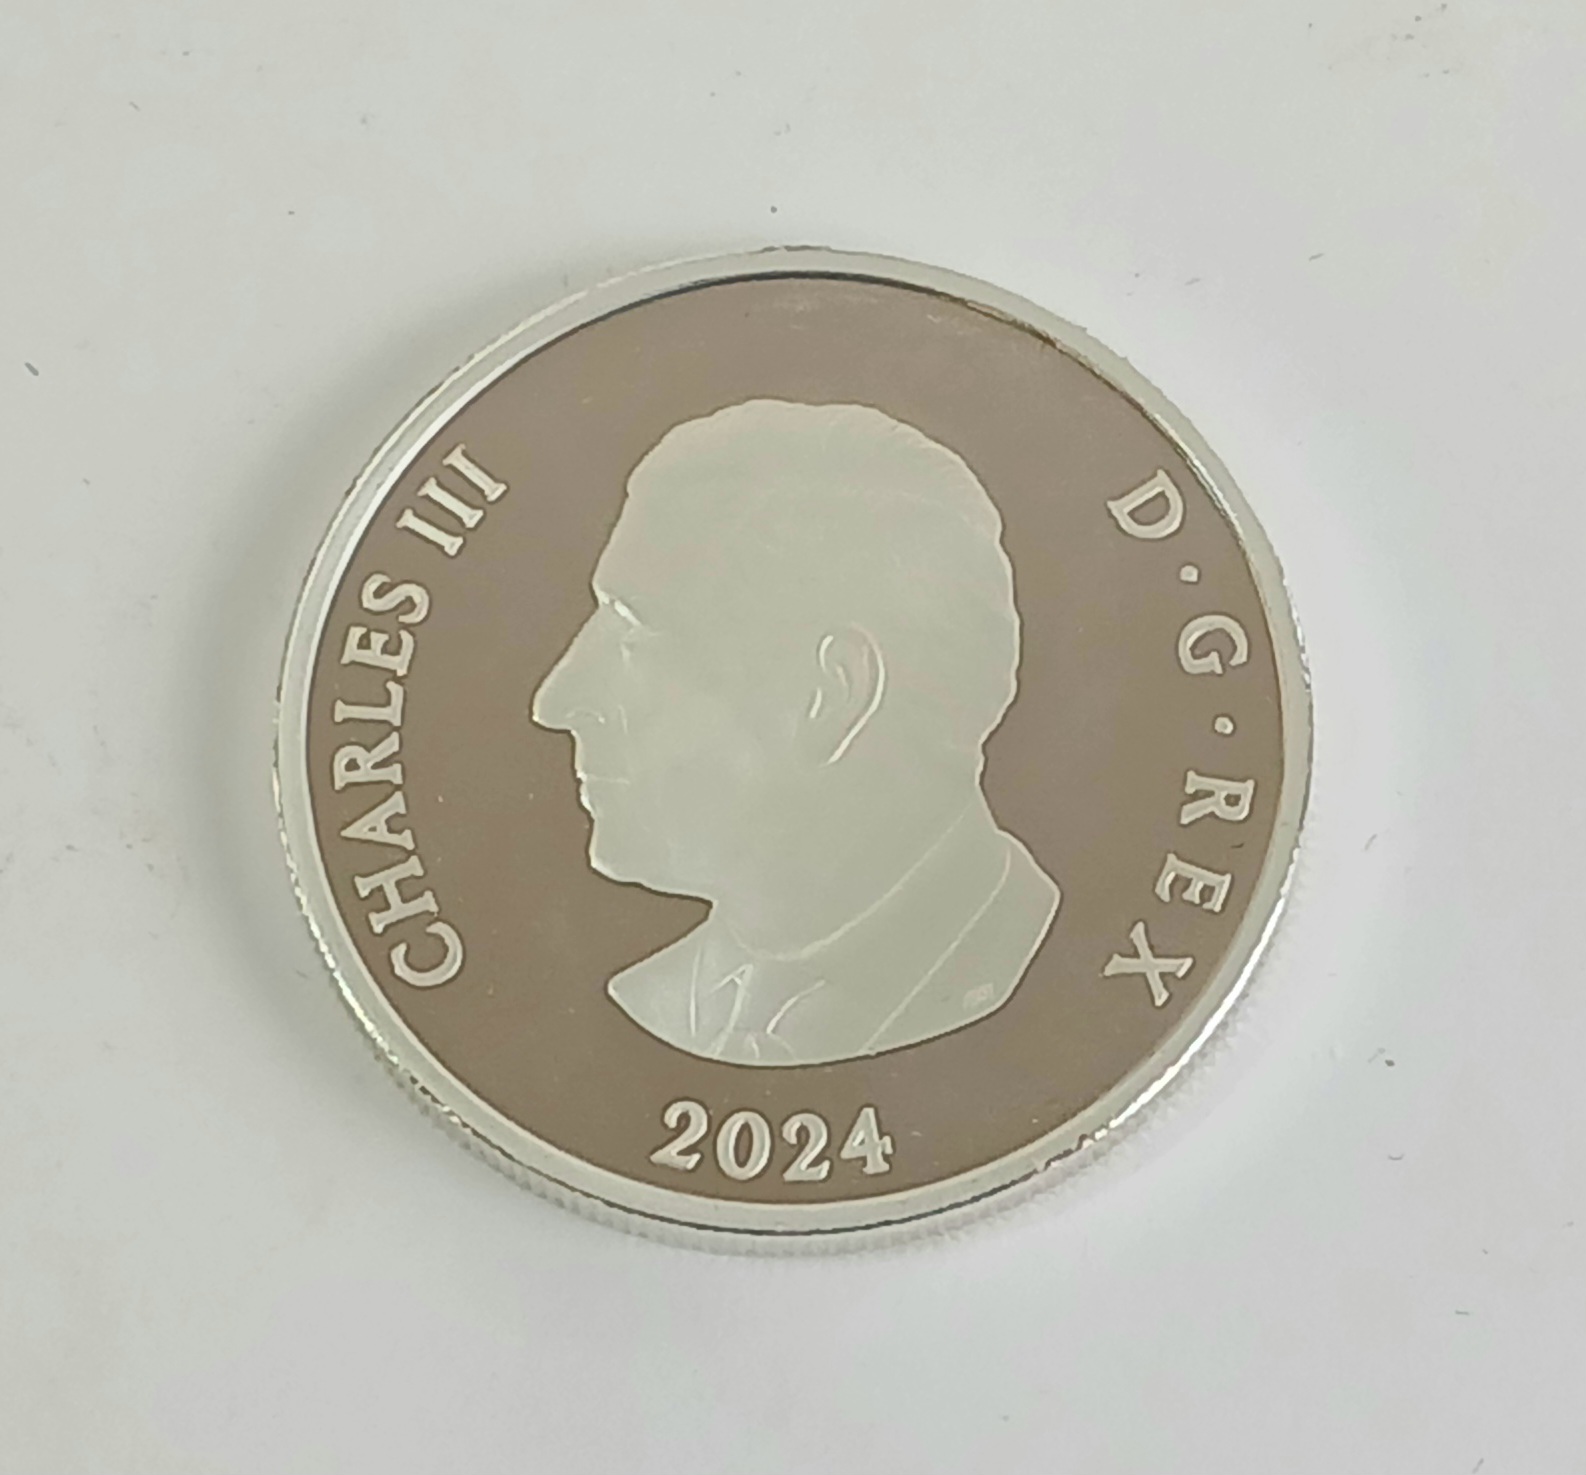 CHARLES III
D·G·REX
2024